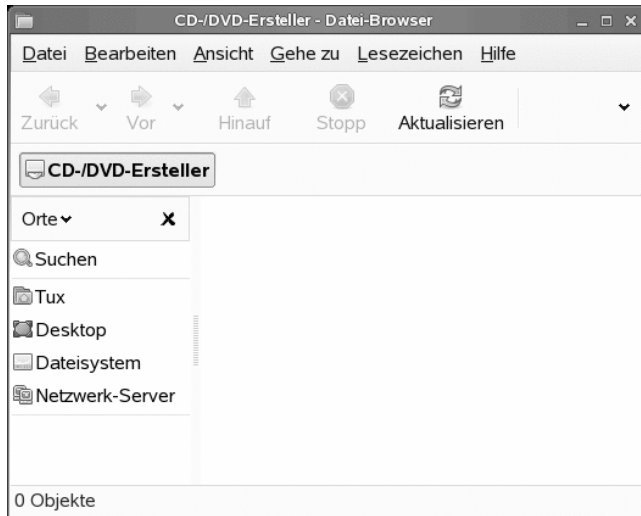 CD-/DVD-Ersteller - Datei-Browser
Datei Bearbeiten Ansicht Gehe zu Lesezeichen Hilfe
Zurück Vor Hinauf Stopp Aktualisieren
CD-/DVD-Ersteller
Orte
Suchen
Tux
Desktop
Dateisystem
Netzwerk-Server
0 Objekte